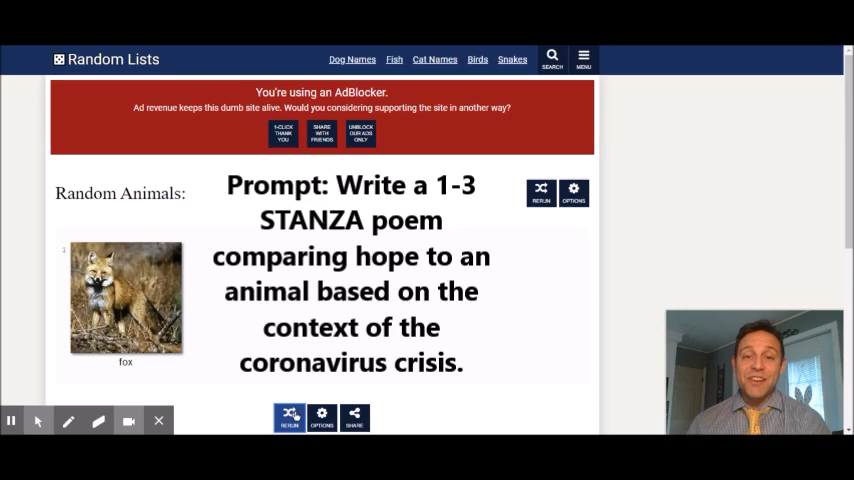 Random Lists
Dog Names Fish Cat Names Birds Snakes
SEARCH
MENU
You're using an AdBlocker.
Ad revenue keeps this dumb site alive. Would you considering supporting the site in another way?
1-CLICK
THANK
YOU
SHARE
WITH
FRIENDS
UNBLOCK
OUR ADS
ONLY
Random Animals:
RERUN
OPTIONS
Prompt: Write a 1-3
STANZA poem
comparing hope to an
animal based on the
context of the
coronavirus crisis.
1
fox
RERUN
OPTIONS
SHARE